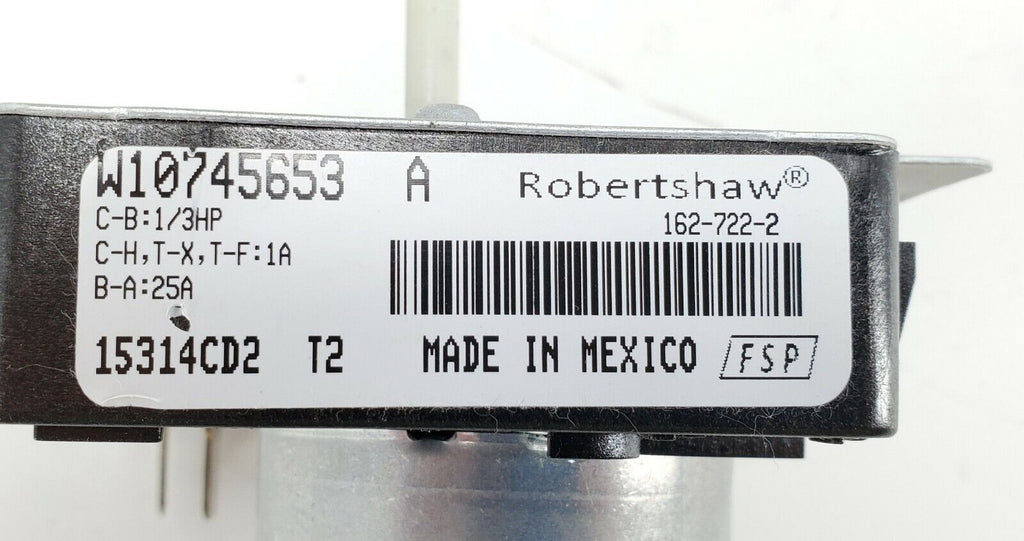 W10745653 A Robertshaw®
C-B:1/3HP 162-722-2
C-H,T-X,T-F:1A
B-A:25A
15314CD2 T2 MADE IN MEXICO FSP